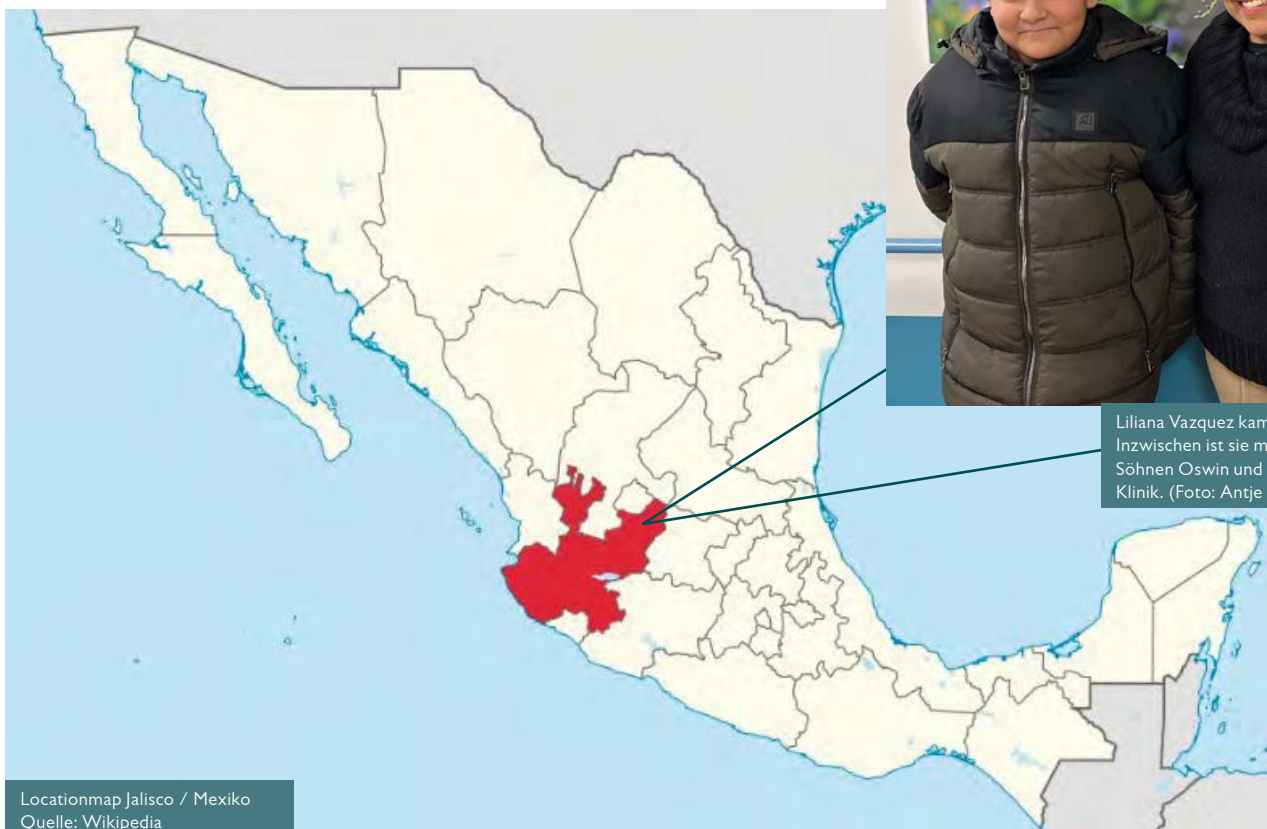 Liliana Vazquez kam
Inzwischen ist sie m
Söhnen Oswin und
Klinik. (Foto: Antje
Locationmap Jalisco / Mexiko
Quelle: Wikipedia